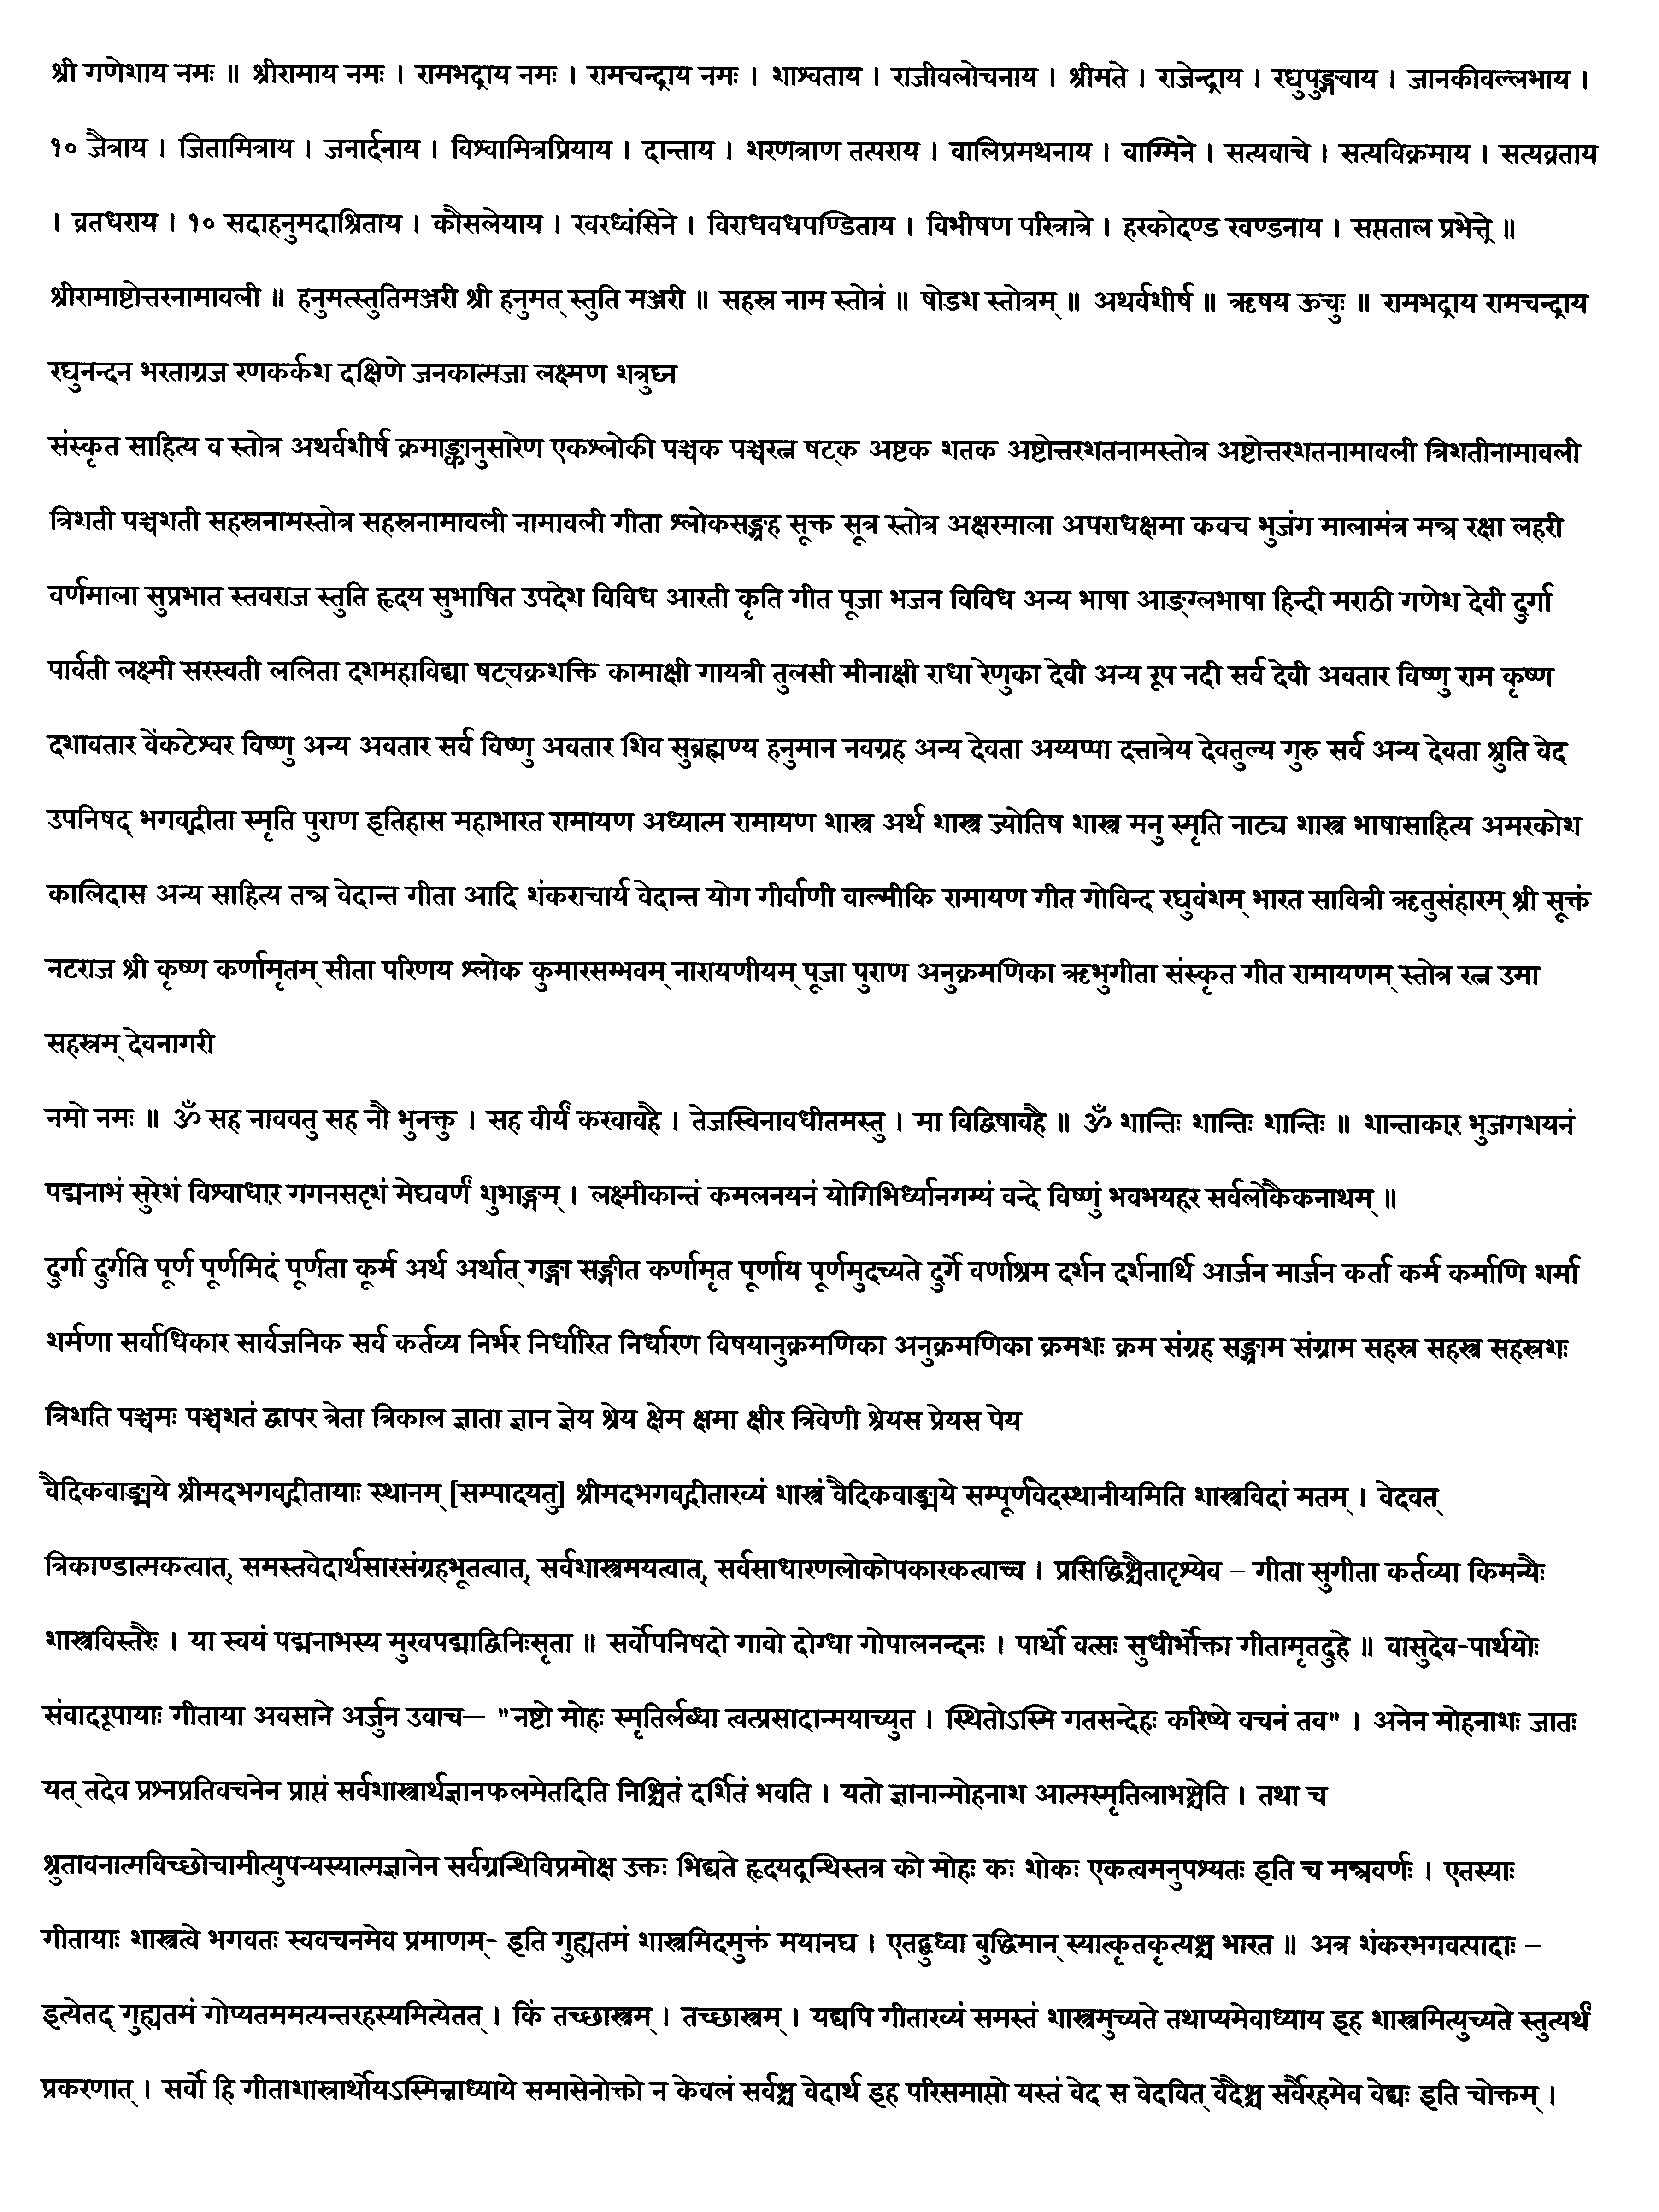 श्री गणेशाय नमः ॥ श्रीरामाय नमः । रामभद्राय नमः । रामचन्द्राय नमः । शाश्वताय । राजीवलोचनाय । श्रीमते । राजेन्द्राय । रघुपुङ्गवाय । जानकीवल्लभाय ।
१० जैत्राय । जितामित्राय । जनार्दनाय । विश्वामित्रप्रियाय । दान्ताय । शरणत्राण तत्पराय । वालिप्रमथनाय । वाग्मिने । सत्यवाचे । सत्यविक्रमाय । सत्यव्रताय
। व्रतधराय । १० सदाहनुमदाश्रिताय । कौसलेयाय । खरध्वंसिने । विराधवधपण्डिताय । विभीषण परित्रात्रे । हरकोदण्ड खण्डनाय । सप्तताल प्रभेत्त्रे ॥
श्रीरामाष्टोत्तरनामावली ॥ हनुमत्स्तुतिमञ्जरी श्री हनुमत् स्तुति मञ्जरी ॥ सहस्र नाम स्तोत्रं ॥ षोडश स्तोत्रम् ॥ अथर्वशीर्ष ॥ ऋषय ऊचुः ॥ रामभद्राय रामचन्द्राय
रघुनन्दन भरताग्रज रणकर्कश दक्षिणे जनकात्मजा लक्ष्मण शत्रुघ्न
संस्कृत साहित्य व स्तोत्र अथर्वशीर्ष क्रमाङ्कानुसारेण एकश्लोकी पञ्चक पञ्चरत्न षट्क अष्टक शतक अष्टोत्तरशतनामस्तोत्र अष्टोत्तरशतनामावली त्रिशतीनामावली
त्रिशती पञ्चशती सहस्रनामस्तोत्र सहस्रनामावली नामावली गीता श्लोकसङ्ग्रह सूक्त सूत्र स्तोत्र अक्षरमाला अपराधक्षमा कवच भुजंग मालामंत्र मन्त्र रक्षा लहरी
वर्णमाला सुप्रभात स्तवराज स्तुति हृदय सुभाषित उपदेश विविध आरती कृति गीत पूजा भजन विविध अन्य भाषा आङ्ग्लभाषा हिन्दी मराठी गणेश देवी दुर्गा
पार्वती लक्ष्मी सरस्वती ललिता दशमहाविद्या षट्चक्रशक्ति कामाक्षी गायत्री तुलसी मीनाक्षी राधा रेणुका देवी अन्य रूप नदी सर्व देवी अवतार विष्णु राम कृष्ण
दशावतार वेंकटेश्वर विष्णु अन्य अवतार सर्व विष्णु अवतार शिव सुब्रह्मण्य हनुमान नवग्रह अन्य देवता अय्यप्पा दत्तात्रेय देवतुल्य गुरु सर्व अन्य देवता श्रुति वेद
उपनिषद् भगवद्गीता स्मृति पुराण इतिहास महाभारत रामायण अध्यात्म रामायण शास्त्र अर्थ शास्त्र ज्योतिष शास्त्र मनु स्मृति नाट्य शास्त्र भाषासाहित्य अमरकोश
कालिदास अन्य साहित्य तन्त्र वेदान्त गीता आदि शंकराचार्य वेदान्त योग गीर्वाणी वाल्मीकि रामायण गीत गोविन्द रघुवंशम् भारत सावित्री ऋतुसंहारम् श्री सूक्तं
नटराज श्री कृष्ण कर्णामृतम् सीता परिणय श्लोक कुमारसम्भवम् नारायणीयम् पूजा पुराण अनुक्रमणिका ऋभुगीता संस्कृत गीत रामायणम् स्तोत्र रत्न उमा
सहस्रम् देवनागरी
नमो नमः ॥ ॐ सह नाववतु सह नौ भुनक्तु । सह वीर्यं करवावहै । तेजस्विनावधीतमस्तु । मा विद्विषावहै ॥ ॐ शान्तिः शान्तिः शान्तिः ॥ शान्ताकारं भुजगशयनं
पद्मनाभं सुरेशं विश्वाधारं गगनसदृशं मेघवर्णं शुभाङ्गम् । लक्ष्मीकान्तं कमलनयनं योगिभिर्ध्यानगम्यं वन्दे विष्णुं भवभयहरं सर्वलोकैकनाथम् ॥
दुर्गा दुर्गति पूर्ण पूर्णमिदं पूर्णता कूर्म अर्थ अर्थात् गङ्गा सङ्गीत कर्णामृत पूर्णाय पूर्णमुदच्यते दुर्गे वर्णाश्रम दर्शन दर्शनार्थि आर्जन मार्जन कर्ता कर्म कर्माणि शर्मा
शर्मणा सर्वाधिकार सार्वजनिक सर्व कर्तव्य निर्भर निर्धारित निर्धारण विषयानुक्रमणिका अनुक्रमणिका क्रमशः क्रम संग्रह सङ्ग्राम संग्राम सहस्र सहस्त्र सहस्रशः
त्रिशति पञ्चमः पञ्चशतं द्वापर त्रेता त्रिकाल ज्ञाता ज्ञान ज्ञेय श्रेय क्षेम क्षमा क्षीर त्रिवेणी श्रेयस प्रेयस पेय
वैदिकवाङ्मये श्रीमदभगवद्गीतायाः स्थानम् [सम्पादयतु] श्रीमदभगवद्गीताख्यं शास्त्रं वैदिकवाङ्मये सम्पूर्णवेदस्थानीयमिति शास्त्रविदां मतम् । वेदवत्
त्रिकाण्डात्मकत्वात्, समस्तवेदार्थसारसंग्रहभूतत्वात्, सर्वशास्त्रमयत्वात्, सर्वसाधारणलोकोपकारकत्वाच्च । प्रसिद्धिश्चैतादृश्येव – गीता सुगीता कर्तव्या किमन्यैः
शास्त्रविस्तरैः । या स्वयं पद्मनाभस्य मुखपद्माद्विनिःसृता ॥ सर्वोपनिषदो गावो दोग्धा गोपालनन्दनः । पार्थो वत्सः सुधीर्भोक्ता गीतामृतदुहे ॥ वासुदेव-पार्थयोः
संवादरूपायाः गीताया अवसाने अर्जुन उवाच— "नष्टो मोहः स्मृतिर्लब्धा त्वत्प्रसादान्मयाच्युत । स्थितोऽस्मि गतसन्देहः करिष्ये वचनं तव" । अनेन मोहनाशः जातः
यत् तदेव प्रश्नप्रतिवचनेन प्राप्तं सर्वशास्त्रार्थज्ञानफलमेतदिति निश्चितं दर्शितं भवति । यतो ज्ञानान्मोहनाश आत्मस्मृतिलाभश्चेति । तथा च
श्रुतावनात्मविच्छोचामीत्युपन्यस्यात्मज्ञानेन सर्वग्रन्थिविप्रमोक्ष उक्तः भिद्यते हृदयद्रन्थिस्तत्र को मोहः कः शोकः एकत्वमनुपश्यतः इति च मन्त्रवर्णः । एतस्याः
गीतायाः शास्त्रत्वे भगवतः स्ववचनमेव प्रमाणम्- इति गुह्यतमं शास्त्रमिदमुक्तं मयानघ । एतद्बुध्वा बुद्धिमान् स्यात्कृतकृत्यश्च भारत ॥ अत्र शंकरभगवत्पादाः –
इत्येतद् गुह्यतमं गोप्यतममत्यन्तरहस्यमित्येतत् । किं तच्छास्त्रम् । तच्छास्त्रम् । यद्यपि गीताख्यं समस्तं शास्त्रमुच्यते तथाप्यमेवाध्याय इह शास्त्रमित्युच्यते स्तुत्यर्थं
प्रकरणात् । सर्वो हि गीताशास्त्रार्थोयऽस्मिन्नाध्याये समासेनोक्तो न केवलं सर्वश्च वेदार्थ इह परिसमाप्तो यस्तं वेद स वेदवित् वेदैश्च सर्वैरहमेव वेद्यः इति चोक्तम् ।